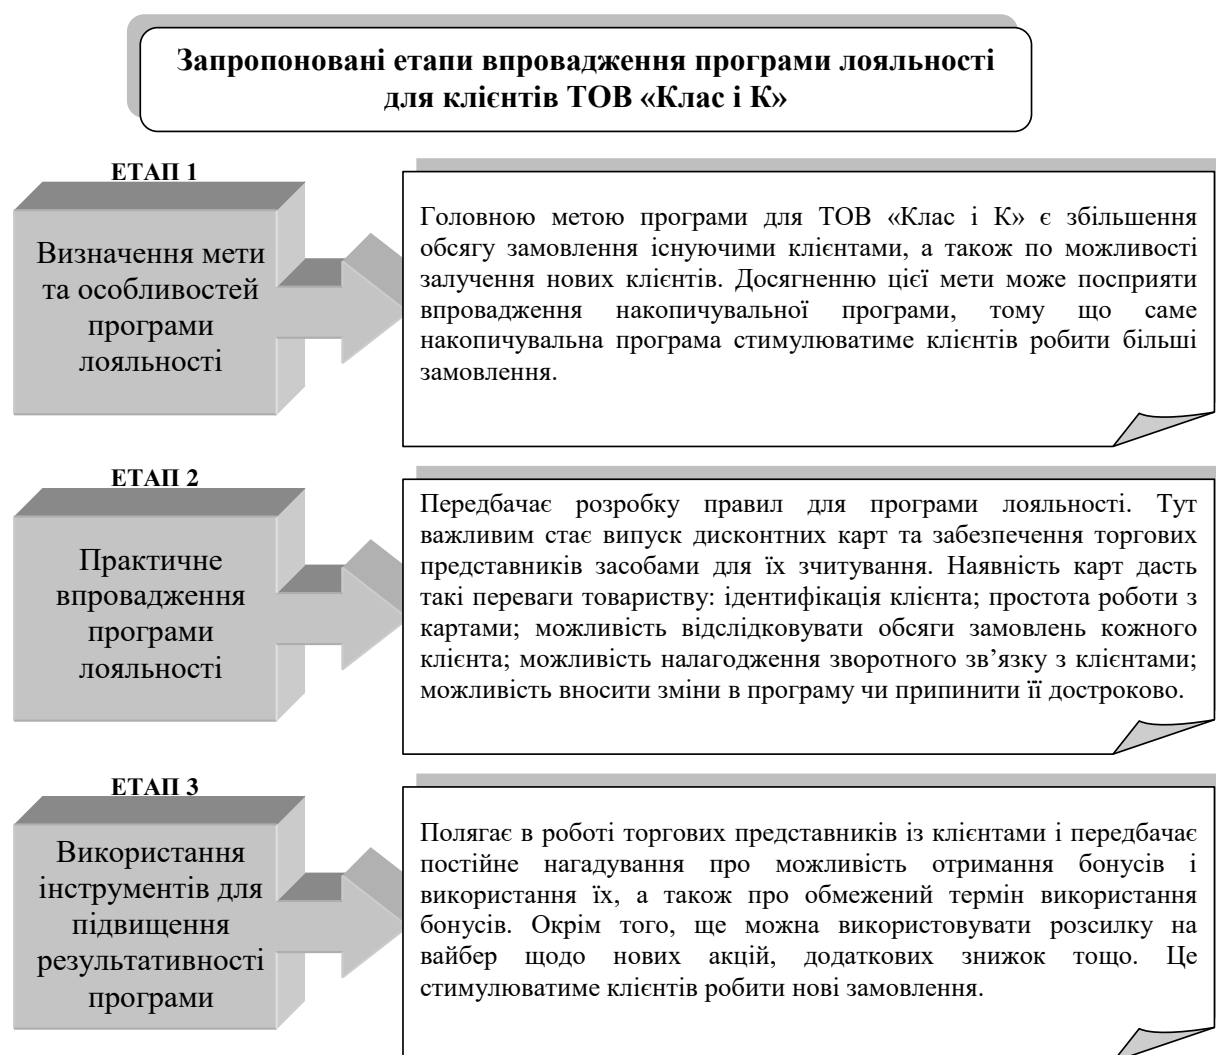 Запропоновані етапи впровадження програми лояльності
для клієнтів ТОВ «Клас і К»
ЕТАП 1
Визначення мети
та особливостей
програми
лояльності
Головною метою програми для ТОВ «Клас і К» є збільшення
обсягу замовлення існуючими клієнтами, а також по можливості
залучення нових клієнтів. Досягненню цієї мети може посприяти
впровадження накопичувальної програми, тому що саме
накопичувальна програма стимулюватиме клієнтів робити більші
замовлення.
ЕТАП 2
Практичне
впровадження
програми
лояльності
Передбачає розробку правил для програми лояльності. Тут
важливим стає випуск дисконтних карт та забезпечення торгових
представників засобами для їх зчитування. Наявність карт дасть
такі переваги товариству: ідентифікація клієнта; простота роботи з
картами; можливість відслідковувати обсяги замовлень кожного
клієнта; можливість налагодження зворотного зв’язку з клієнтами;
можливість вносити зміни в програму чи припинити її достроково.
ЕТАП 3
Використання
інструментів для
підвищення
результативності
програми
Полягає в роботі торгових представників із клієнтами і передбачає
постійне нагадування про можливість отримання бонусів і
використання їх, а також про обмежений термін використання
бонусів. Окрім того, ще можна використовувати розсилку на
вайбер щодо нових акцій, додаткових знижок тощо. Це
стимулюватиме клієнтів робити нові замовлення.